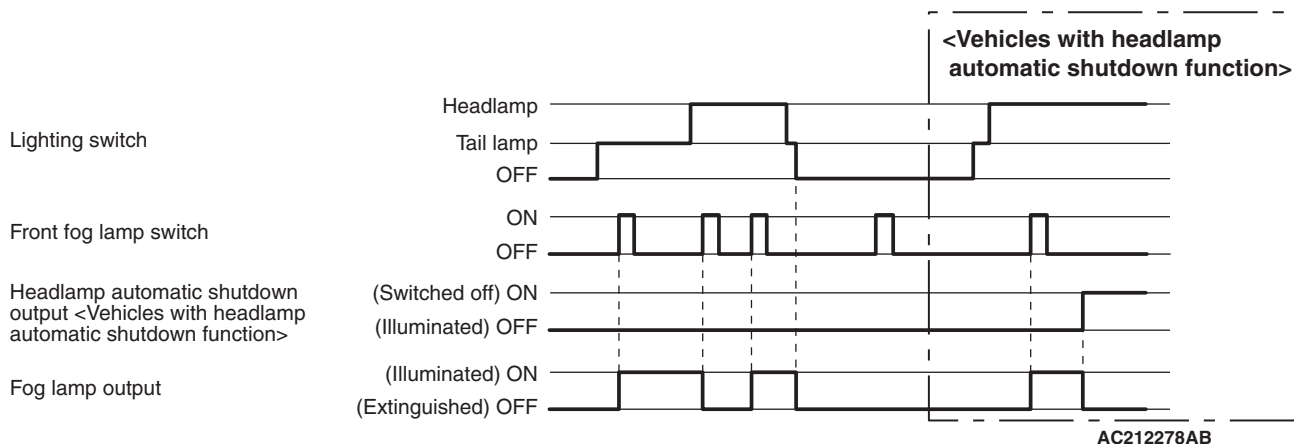 <Vehicles with headlamp
automatic shutdown function>
Lighting switch
Headlamp
Tail lamp
OFF
Front fog lamp switch
ON
OFF
Headlamp automatic shutdown
output <Vehicles with headlamp
automatic shutdown function>
(Switched off) ON
(Illuminated) OFF
Fog lamp output
(Illuminated) ON
(Extinguished) OFF
AC212278AB